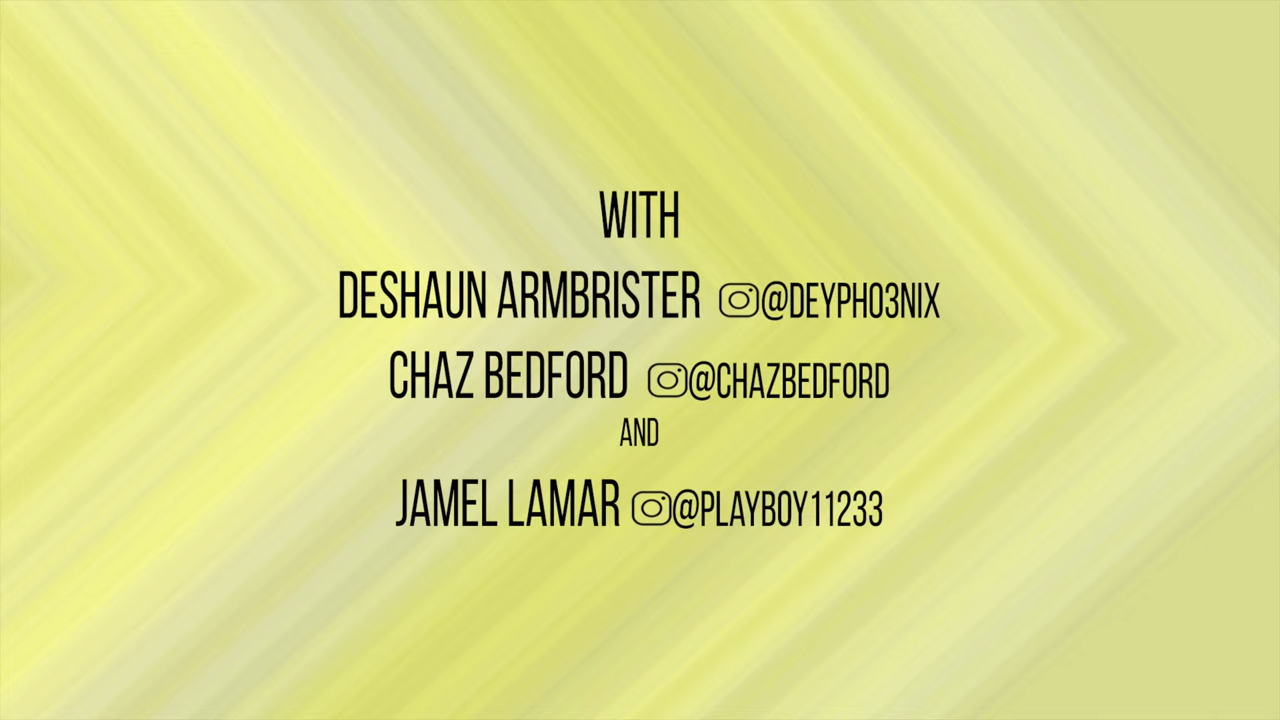 WITH
DESHAUN ARMBRISTER @DEYPHO3NIX
CHAZ BEDFORD @CHAZBEDFORD
AND
JAMEL LAMAR @PLAYBOY11233